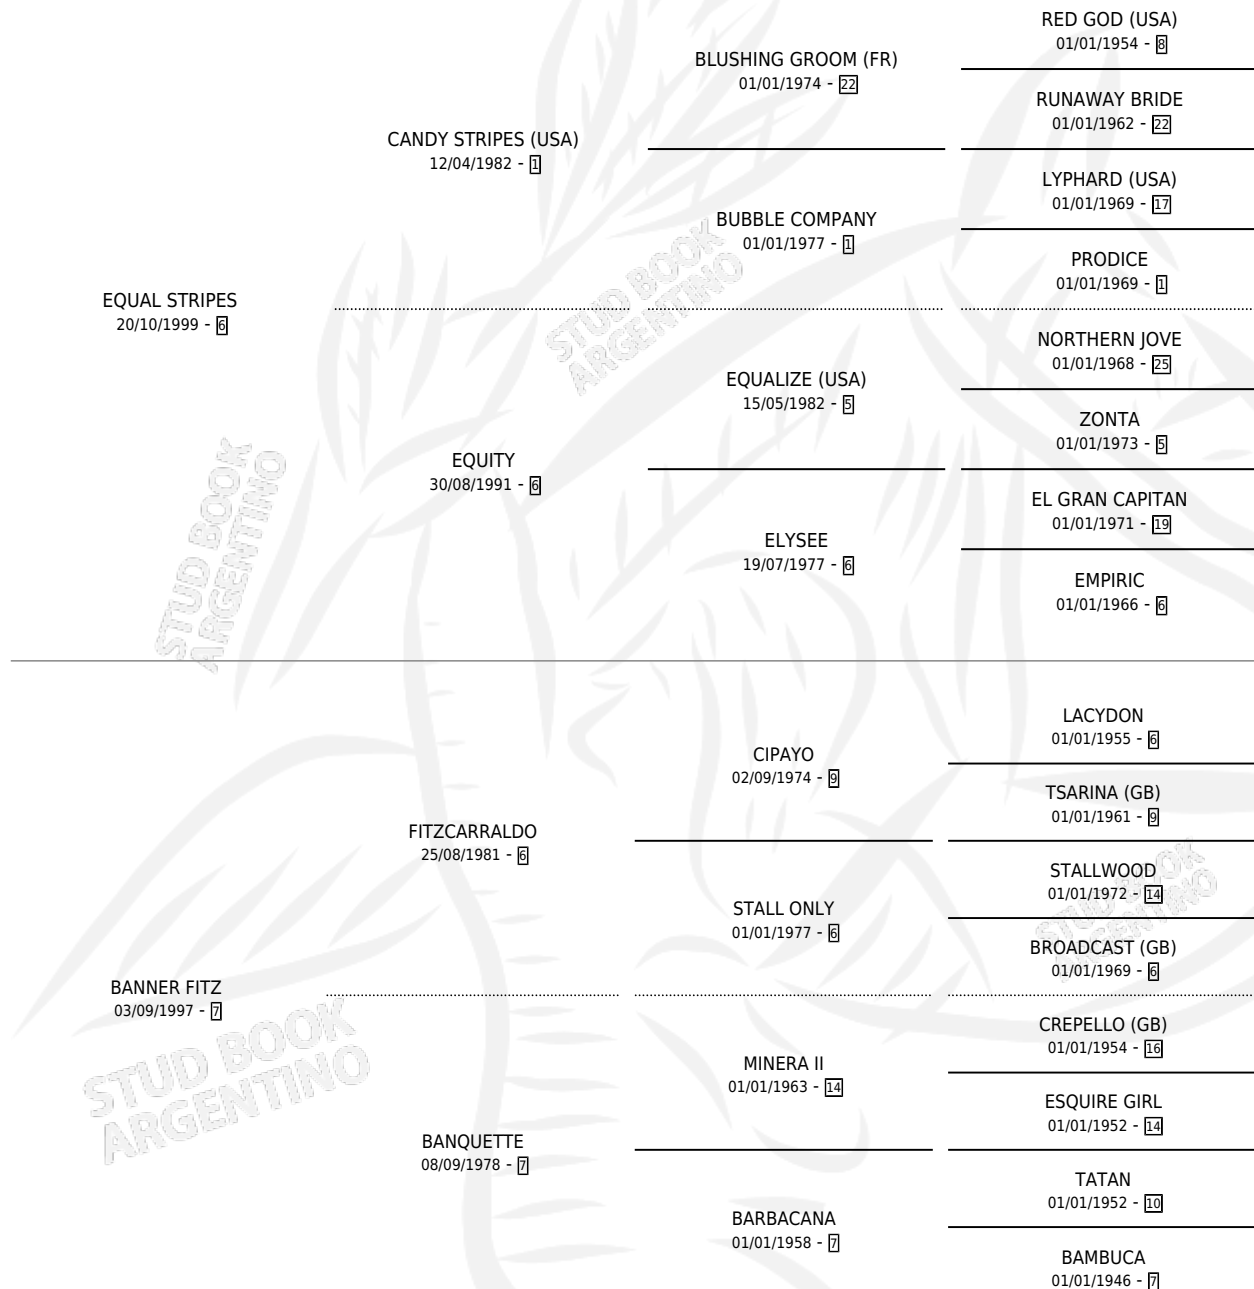 RED GOD (USA)
01/01/1954 - 8
BLUSHING GROOM (FR)
01/01/1974 - 22
RUNAWAY BRIDE
01/01/1962 - 22
CANDY STRIPES (USA)
12/04/1982 - 1
LYPHARD (USA)
01/01/1969 - 17
BUBBLE COMPANY
01/01/1977 - 1
PRODICE
01/01/1969 - 1
EQUAL STRIPES
20/10/1999 - 6
NORTHERN JOVE
01/01/1968 - 25
EQUALIZE (USA)
15/05/1982 - 5
ZONTA
01/01/1973 - 5
EQUITY
30/08/1991 - 6
EL GRAN CAPITAN
01/01/1971 - 19
ELYSEE
19/07/1977 - 6
EMPIRIC
01/01/1966 - 6
LACYDON
01/01/1955 - 6
CIPAYO
02/09/1974 - 9
TSARINA (GB)
01/01/1961 - 9
FITZCARRALDO
25/08/1981 - 6
STALLWOOD
01/01/1972 - 14
STALL ONLY
01/01/1977 - 6
BROADCAST (GB)
01/01/1969 - 6
BANNER FITZ
03/09/1997 - 7
CREPELLO (GB)
01/01/1954 - 16
MINERA II
01/01/1963 - 14
ESQUIRE GIRL
01/01/1952 - 14
BANQUETTE
08/09/1978 - 7
TATAN
01/01/1952 - 10
BARBACANA
01/01/1958 - 7
BAMBUCA
01/01/1946 - 7
STUD BOOK
ARGENTINO
STUD BOOK
ARGENTINO
STUD BOOK
ARGENTINO
STUD BOOK
ARGENTINO